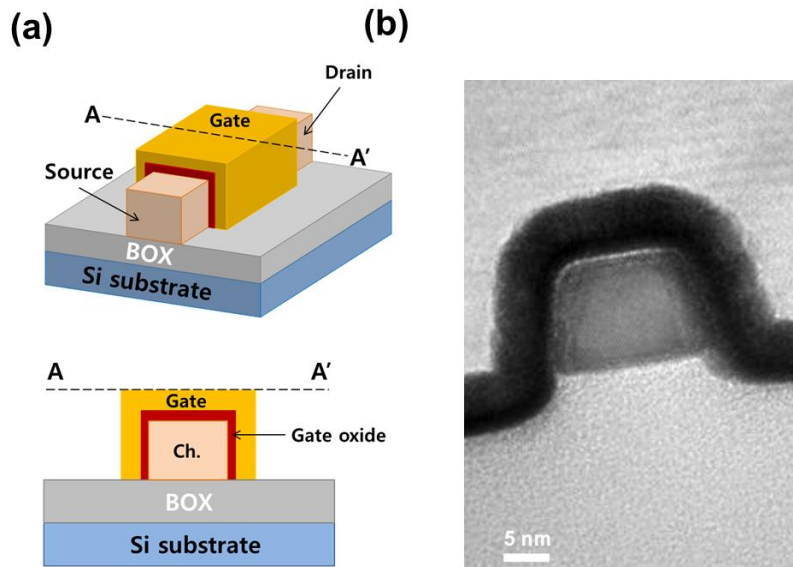 (a)
Drain
A
Gate
A'
Source
BOX
Si substrate
A
A'
Gate
Gate oxide
Ch.
BOX
Si substrate
(b)
5 nm